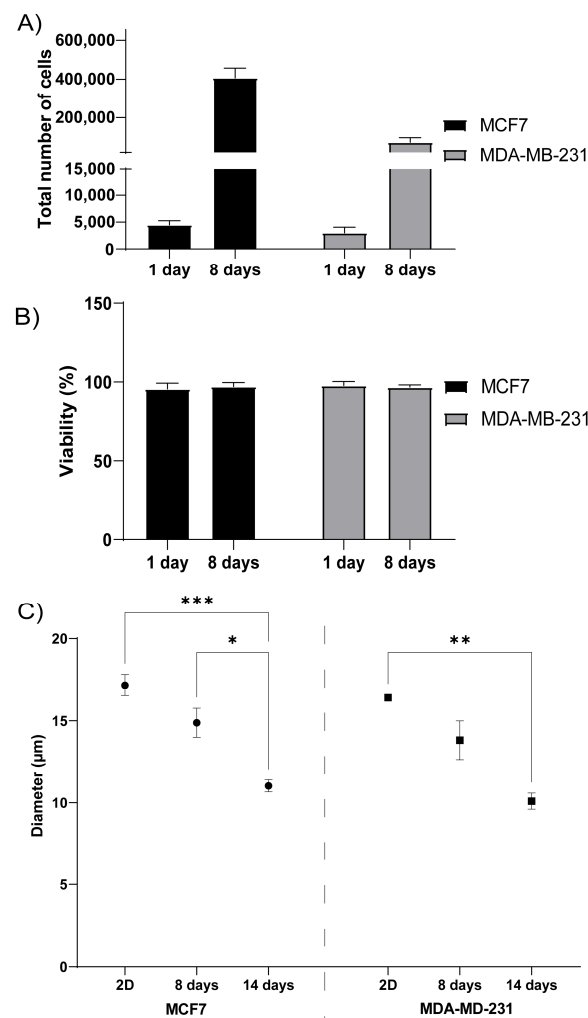 A)
Total number of cells
600,000
400,000
200,000
15,000
10,000
5,000
0
1 day 8 days 1 day 8 days
MCF7
MDA-MB-231
B)
Viability (%)
150
100
50
0
1 day 8 days 1 day 8 days
MCF7
MDA-MB-231
C)
Diameter (µm)
20
15
10
5
0
***
*
**
2D 8 days 14 days 2D 8 days 14 days
MCF7 MDA-MD-231